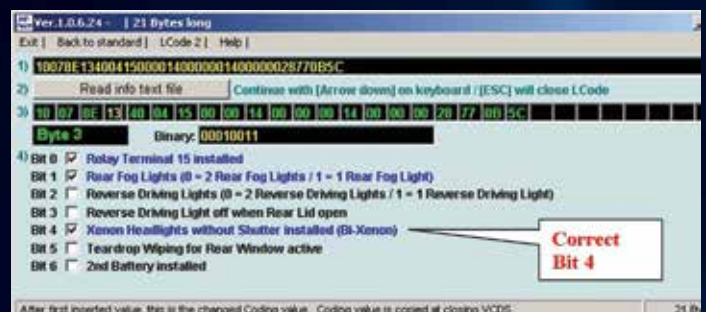 Ver.1.0.6.24 - | 21 Bytes long
Exit | Back to standard | LCode 2 | Help |
1) 10078E134004150000140000001400000028770B5C
2) Read info text file Continue with [Arrow down] on keyboard / [ESC] will close LCode
3) 10 07 8E 13 40 04 15 00 00 14 00 00 00 14 00 00 00 28 77 0B 5C
Byte 3 Binary: 00010011
4) Bit 0 Relay Terminal 15 installed
Bit 1 Rear Fog Lights (0 = 2 Rear Fog Lights / 1 = 1 Rear Fog Light)
Bit 2 Reverse Driving Lights (0 = 2 Reverse Driving Lights / 1 = 1 Reverse Driving Light)
Bit 3 Reverse Driving Light off when Rear Lid open
Bit 4 Xenon Headlights without Shutter installed (Bi-Xenon)
Bit 5 Teardrop Wiping for Rear Window active
Bit 6 2nd Battery installed
Correct
Bit 4
After first inserted value, this is the changed Coding value. Coding value is copied at closing VCDS. 21 By